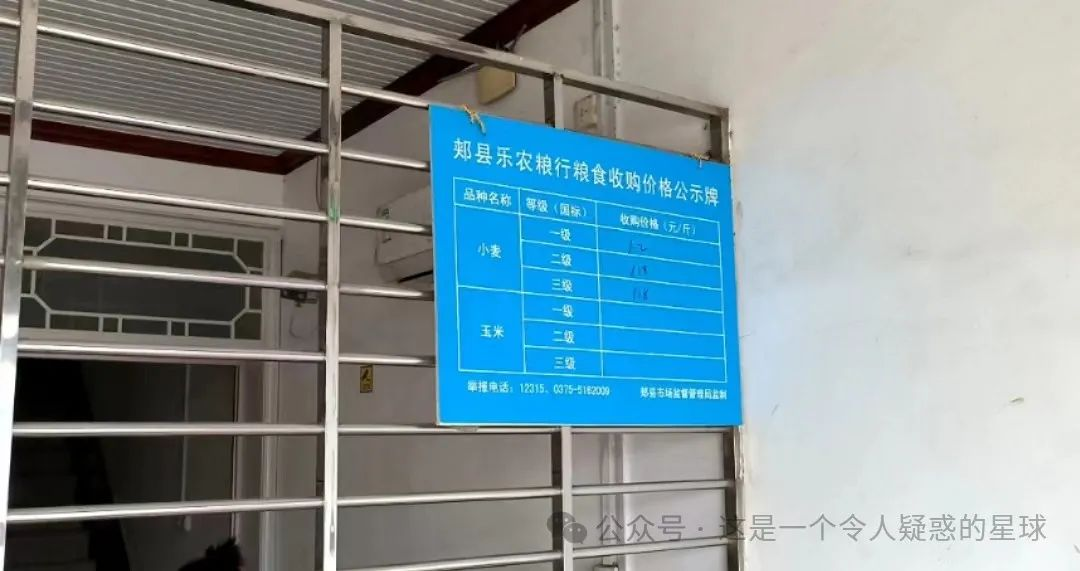 郏县乐农粮行粮食收购价格公示牌
品种名称 等级（国标） 收购价格（元/斤）
小麦
一级 1.2
二级 1.18
三级 1.18
玉米
一级
二级
三级
举报电话：12315、0375-5162009 郏县市场监督管理局监制
公众号 · 这是一个令人疑惑的星球